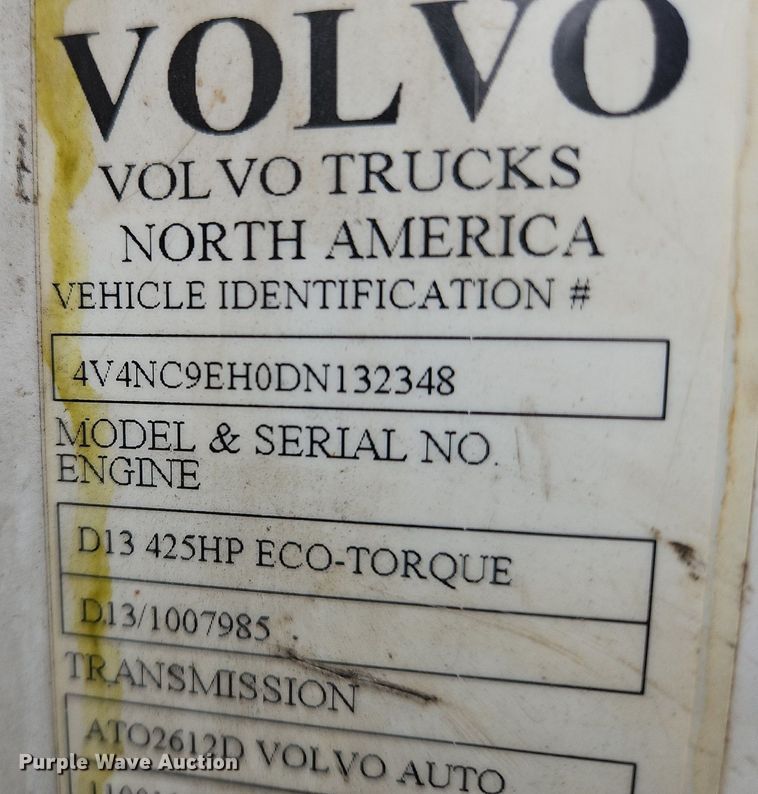 VOLVO
VOLVO TRUCKS
NORTH AMERICA
VEHICLE IDENTIFICATION #
4V4NC9EH0DN132348
MODEL & SERIAL NO.
ENGINE
D13 425HP ECO-TORQUE
D13/1007985
TRANSMISSION
ATO2612D VOLVO AUTO
Purple Wave Auction